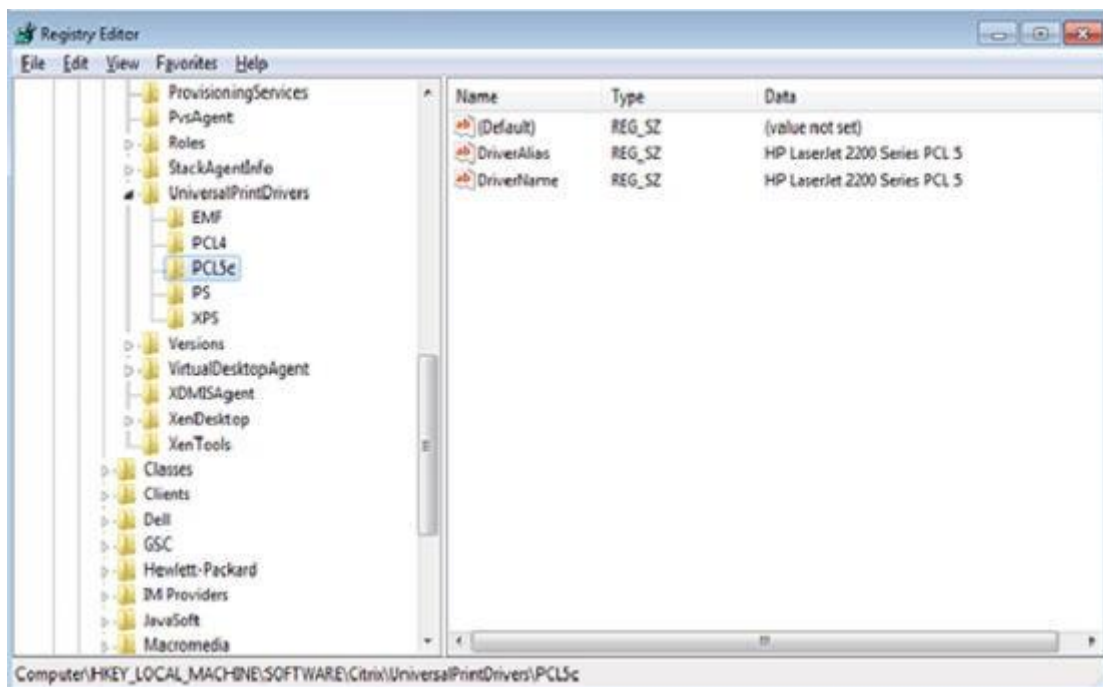 Registry Editor
File Edit View Favorites Help
ProvisioningServices
PvsAgent
Roles
StackAgentInfo
UniversalPrintDrivers
EMF
PCL4
PCL5c
PS
XPS
Versions
VirtualDesktopAgent
XDMISAgent
XenDesktop
XenTools
Classes
Clients
Dell
GSC
Hewlett-Packard
IM Providers
JavaSoft
Macromedia
Name Type Data
(Default) REG_SZ (value not set)
DriverAlias REG_SZ HP LaserJet 2200 Series PCL 5
DriverName REG_SZ HP LaserJet 2200 Series PCL 5
Computer\HKEY_LOCAL_MACHINE\SOFTWARE\Citrix\UniversalPrintDrivers\PCL5c